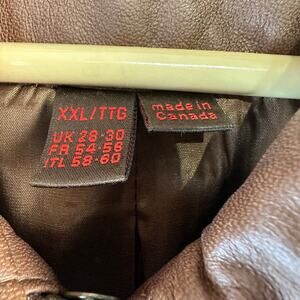 XXL/TTG
UK 28-30
FR 54-56
ITL 58-60
made in
Canada